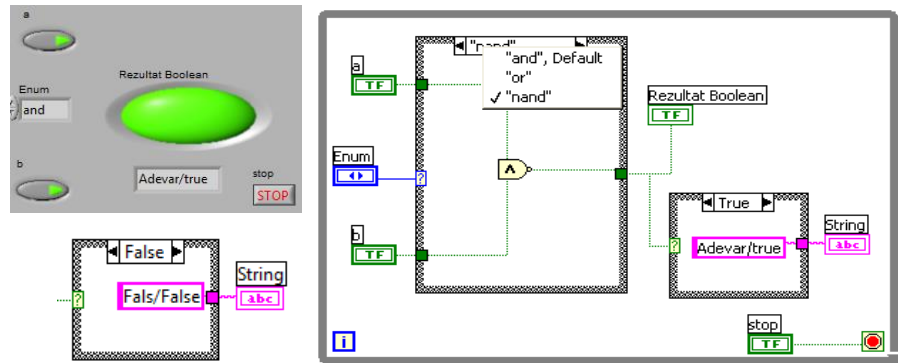 a
Enum
and
Rezultat Boolean
b
Adevar/true
stop
STOP
False
Fals/False
String
abc
"nand"
"and", Default
"or"
✓ "nand"
a
TF
Enum
b
TF
Rezultat Boolean
TF
True
Adevar/true
String
abc
stop
TF
i
?
?
?